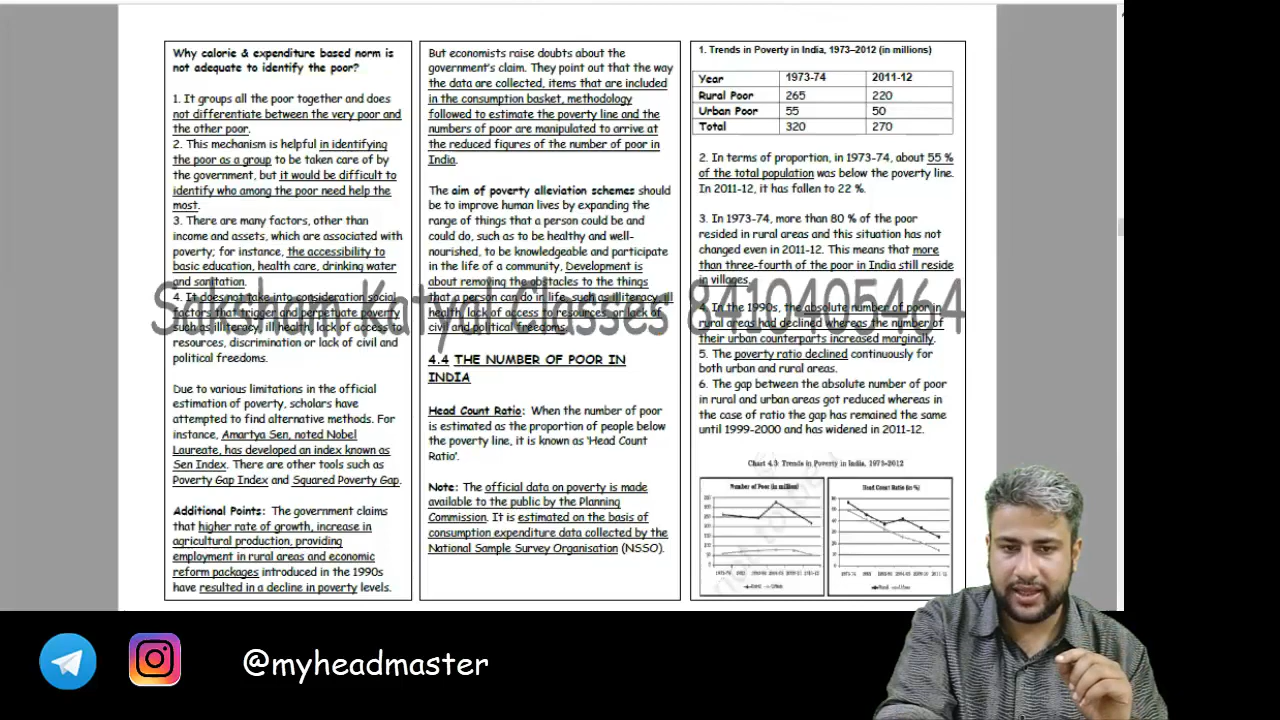 Why calorie & expenditure based norm is
not adequate to identify the poor?
1. It groups all the poor together and does
not differentiate between the very poor and
the other poor.
2. This mechanism is helpful in identifying
the poor as a group to be taken care of by
the government, but it would be difficult to
identify who among the poor need help the
most.
3. There are many factors, other than
income and assets, which are associated with
poverty; for instance, the accessibility to
basic education, health care, drinking water
and sanitation.
4. It does not take into consideration social
factors that trigger and perpetuate poverty
such as illiteracy, ill health, lack of access to
resources, discrimination or lack of civil and
political freedoms.
Due to various limitations in the official
estimation of poverty, scholars have
attempted to find alternative methods. For
instance, Amartya Sen, noted Nobel
Laureate, has developed an index known as
Sen Index. There are other tools such as
Poverty Gap Index and Squared Poverty Gap.
Additional Points: The government claims
that higher rate of growth, increase in
agricultural production, providing
employment in rural areas and economic
reform packages introduced in the 1990s
have resulted in a decline in poverty levels.
But economists raise doubts about the
government's claim. They point out that the way
the data are collected, items that are included
in the consumption basket, methodology
followed to estimate the poverty line and the
numbers of poor are manipulated to arrive at
the reduced figures of the number of poor in
India.
The aim of poverty alleviation schemes should
be to improve human lives by expanding the
range of things that a person could be and
could do, such as to be healthy and well-
nourished, to be knowledgeable and participate
in the life of a community, Development is
about removing the obstacles to the things
that a person can do in life, such as illiteracy, ill
health, lack of access to resources, or lack of
civil and political freedoms.
4.4 THE NUMBER OF POOR IN
INDIA
Head Count Ratio: When the number of poor
is estimated as the proportion of people below
the poverty line, it is known as 'Head Count
Ratio'.
Note: The official data on poverty is made
available to the public by the Planning
Commission. It is estimated on the basis of
consumption expenditure data collected by the
National Sample Survey Organisation (NSSO).
1. Trends in Poverty in India, 1973–2012 (in millions)
Year 1973-74 2011-12
Rural Poor 265 220
Urban Poor 55 50
Total 320 270
2. In terms of proportion, in 1973-74, about 55 %
of the total population was below the poverty line.
In 2011-12, it has fallen to 22 %.
3. In 1973-74, more than 80 % of the poor
resided in rural areas and this situation has
not changed even in 2011-12. This means that more
than three-fourth of the poor in India still reside
in villages.
4. In the 1990s, the absolute number of poor in
rural areas had declined whereas the number of
their urban counterparts increased marginally.
5. The poverty ratio declined continuously for
both urban and rural areas.
6. The gap between the absolute number of poor
in rural and urban areas got reduced whereas in
the case of ratio the gap has remained the same
until 1999-2000 and has widened in 2011-12.
Chart 4.3: Trends in Poverty in India, 1973-2012
Number of Poor (in million)
Head Count Ratio (in %)
Saksham Katyal Classes 8410405464
@myheadmaster